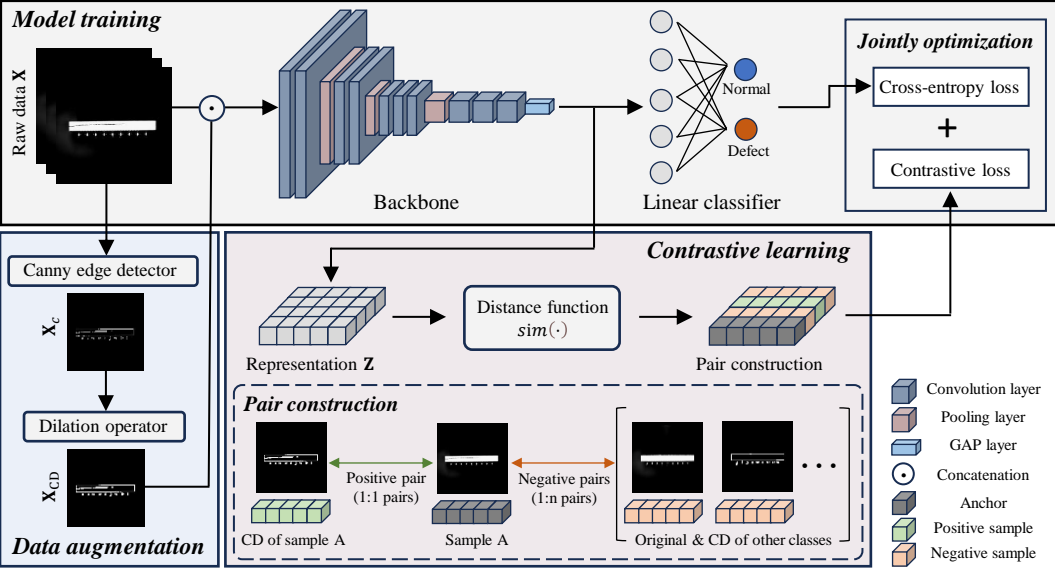 Model training
Raw data X
Backbone
Normal
Defect
Linear classifier
Jointly optimization
Cross-entropy loss
+
Contrastive loss
Canny edge detector
X_c
Dilation operator
X_CD
Data augmentation
Contrastive learning
Representation Z
Distance function
sim(·)
Pair construction
Pair construction
Positive pair
(1:1 pairs)
Negative pairs
(1:n pairs)
...
CD of sample A
Sample A
Original & CD of other classes
Convolution layer
Pooling layer
GAP layer
Concatenation
Anchor
Positive sample
Negative sample